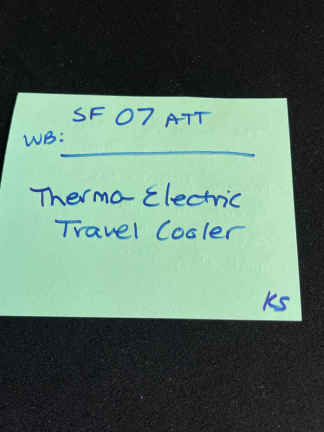 SF 07 ATT
WB:
Thermo Electric
Travel Cooler
KS